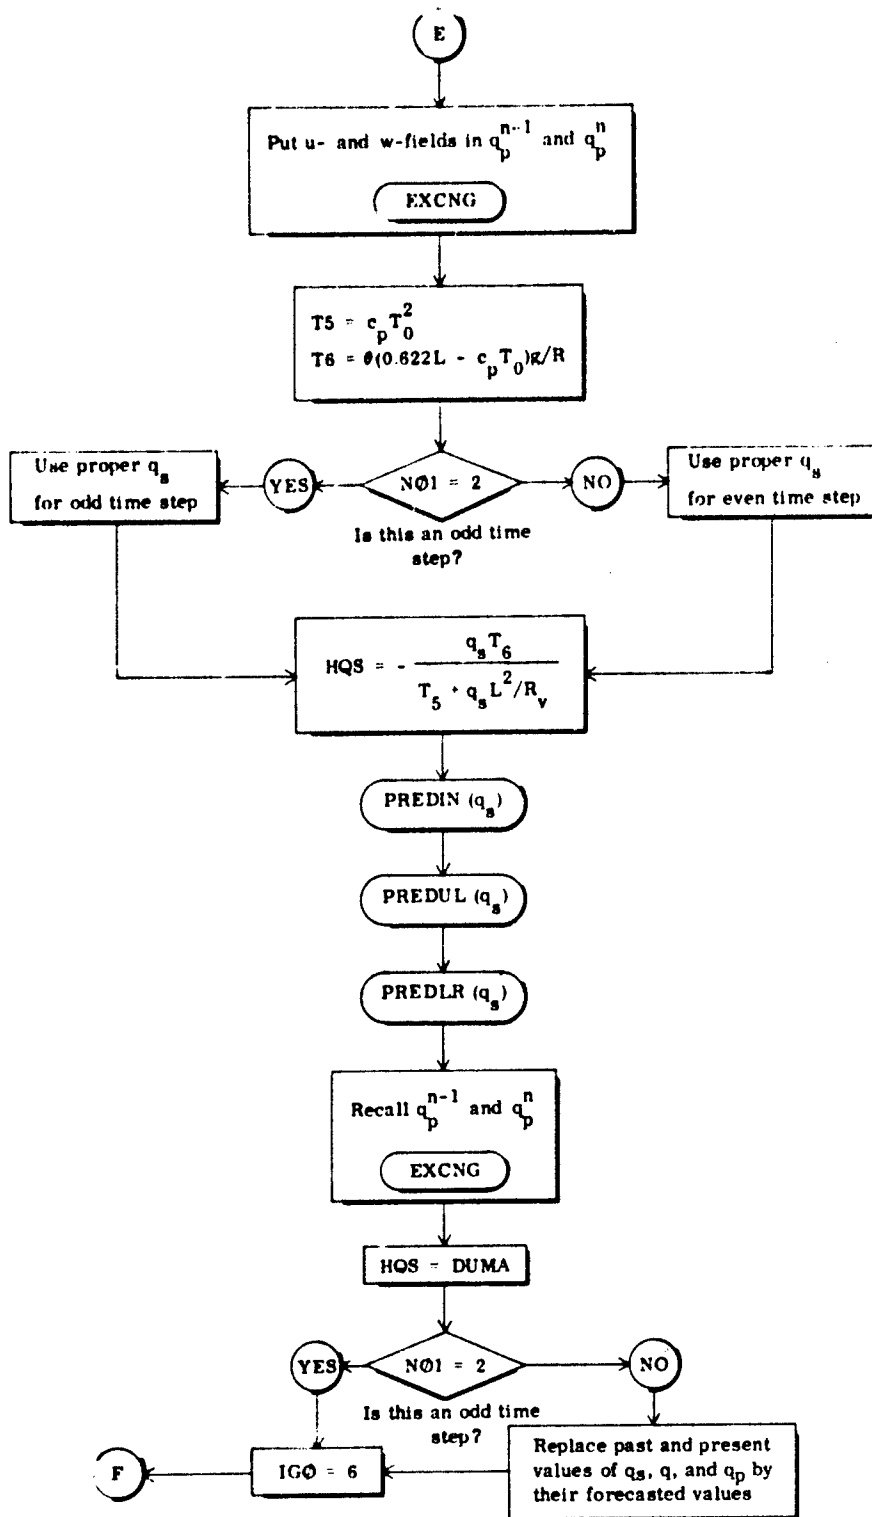 E
Put u- and w-fields in q_p^{n-1} and q_p^n
EXCNG
T5 = c_p T_0^2
T6 = θ(0.622L - c_p T_0)g/R
Use proper q_s
for odd time step
YES
NØ1 = 2
NO
Use proper q_s
for even time step
Is this an odd time
step?
HQS = - \frac{q_s T_6}{T_5 + q_s L^2/R_v}
PREDIN (q_s)
PREDUL (q_s)
PREDLR (q_s)
Recall q_p^{n-1} and q_p^n
EXCNG
HQS = DUMA
YES
NØ1 = 2
NO
Is this an odd time
step?
F
IGØ = 6
Replace past and present
values of q_s, q, and q_p by
their forecasted values